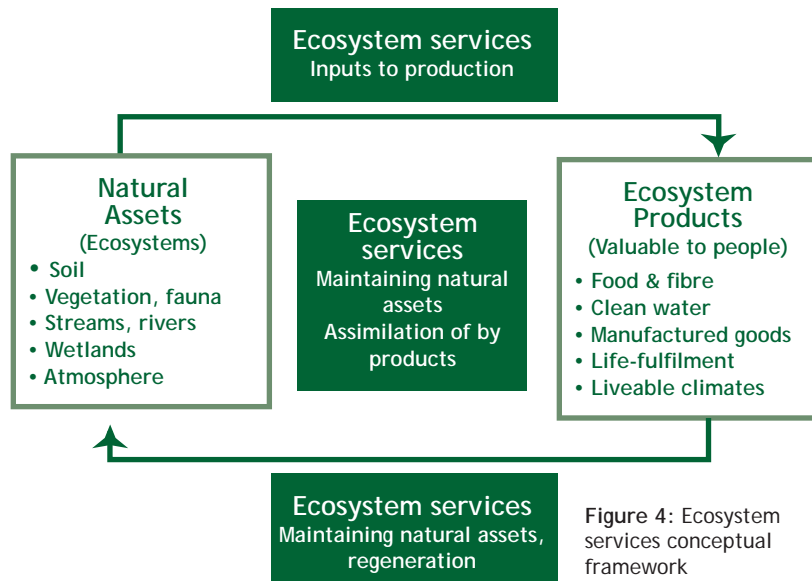 Ecosystem services
Inputs to production
Natural
Assets
(Ecosystems)
• Soil
• Vegetation, fauna
• Streams, rivers
• Wetlands
• Atmosphere
Ecosystem
services
Maintaining natural
assets
Assimilation of by
products
Ecosystem
Products
(Valuable to people)
• Food & fibre
• Clean water
• Manufactured goods
• Life-fulfilment
• Liveable climates
Ecosystem services
Maintaining natural assets,
regeneration
Figure 4: Ecosystem
services conceptual
framework